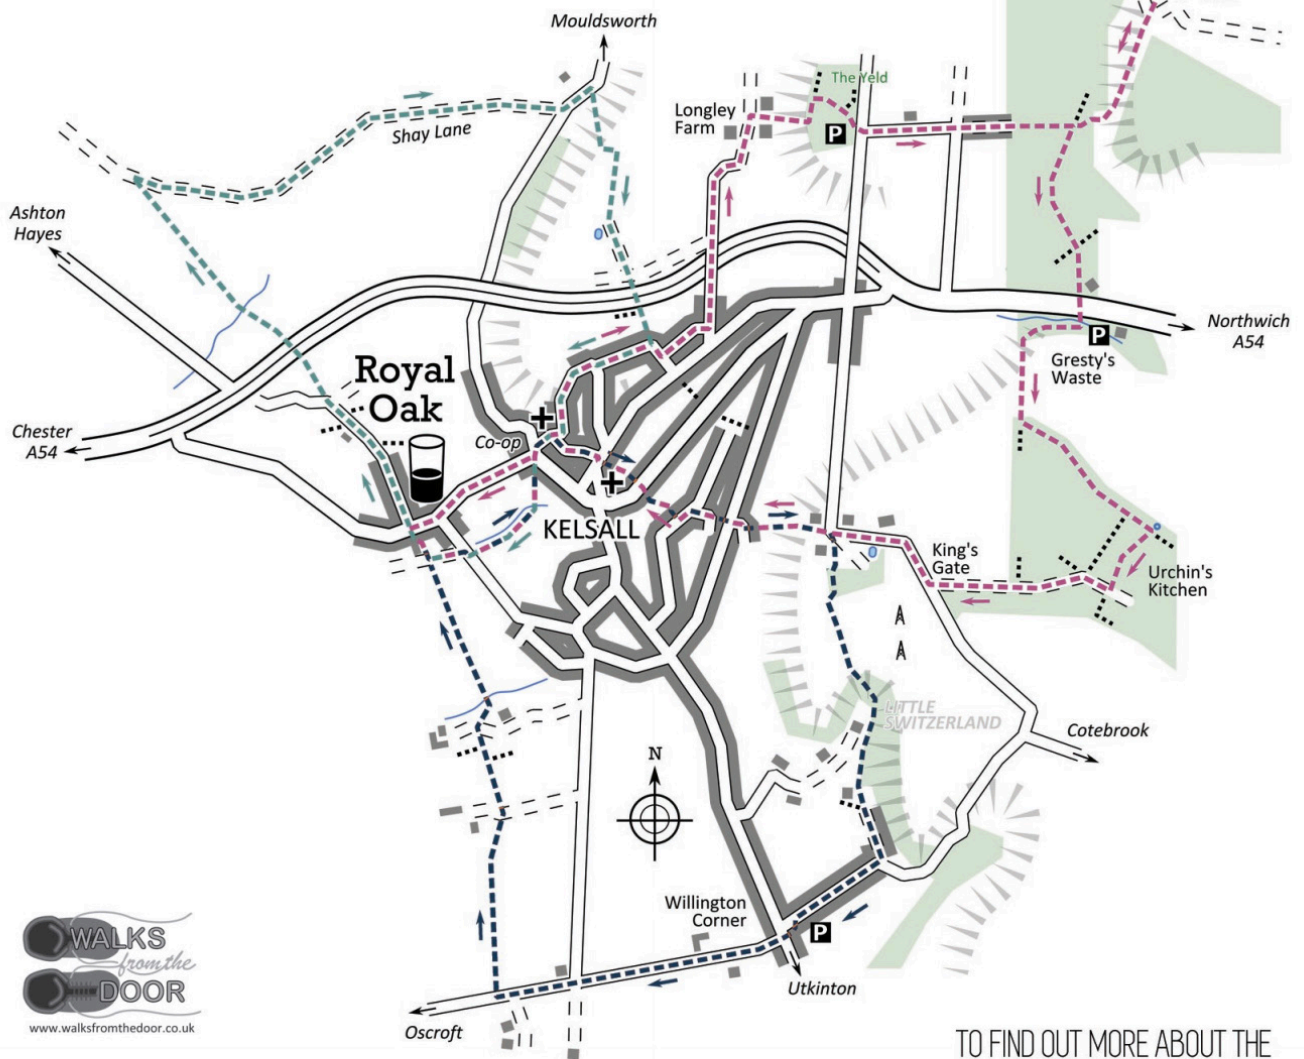 Mouldsworth
The Yeld
Longley
Farm
P
Shay Lane
Ashton
Hayes
Northwich
A54
P
Gresty's
Waste
Royal
Oak
Chester
A54
Co-op
KELSALL
King's
Gate
Urchin's
Kitchen
LITTLE
SWITZERLAND
Cotebrook
N
Willington
Corner
P
Utkinton
Oscroft
WALKS
from the
DOOR
www.walksfromthedoor.co.uk
TO FIND OUT MORE ABOUT THE